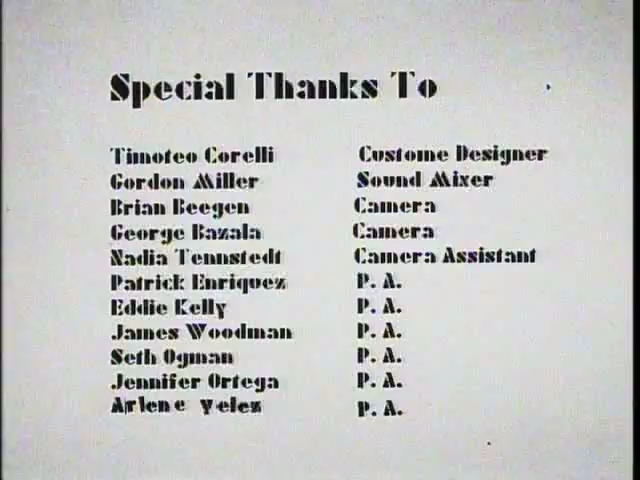 Special Thanks To
Timoteo Corelli Custome Designer
Gordon Miller Sound Mixer
Brian Beegen Camera
George Bazala Camera
Nadia Tennstedt Camera Assistant
Patrick Enriquez P. A.
Eddie Kelly P. A.
James Woodman P. A.
Seth Ogman P. A.
Jennifer Ortega P. A.
Arlene Velez P. A.